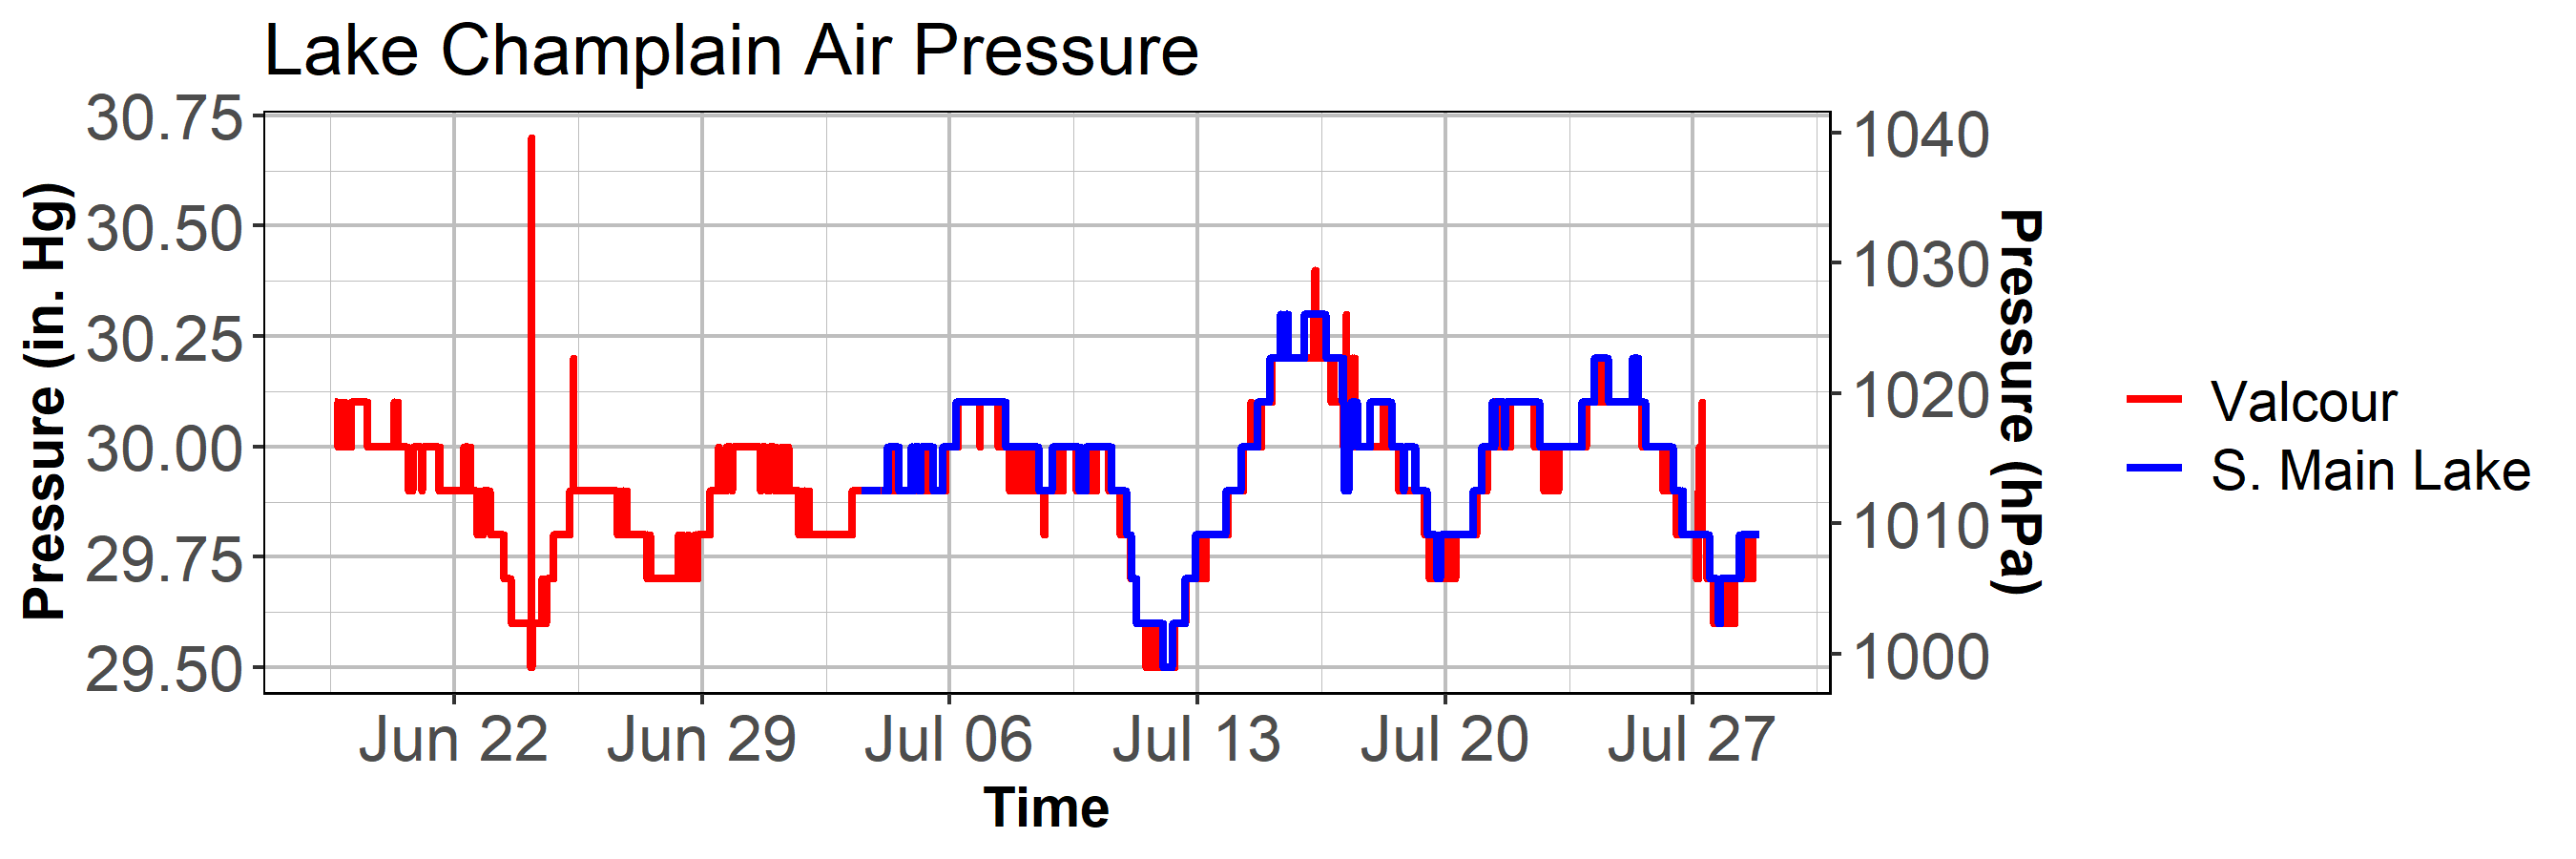 Lake Champlain Air Pressure
Pressure (in. Hg)
30.75
30.50
30.25
30.00
29.75
29.50
1040
1030
1020
1010
1000
Pressure (hPa)
Jun 22
Jun 29
Jul 06
Jul 13
Jul 20
Jul 27
Time
Valcour
S. Main Lake